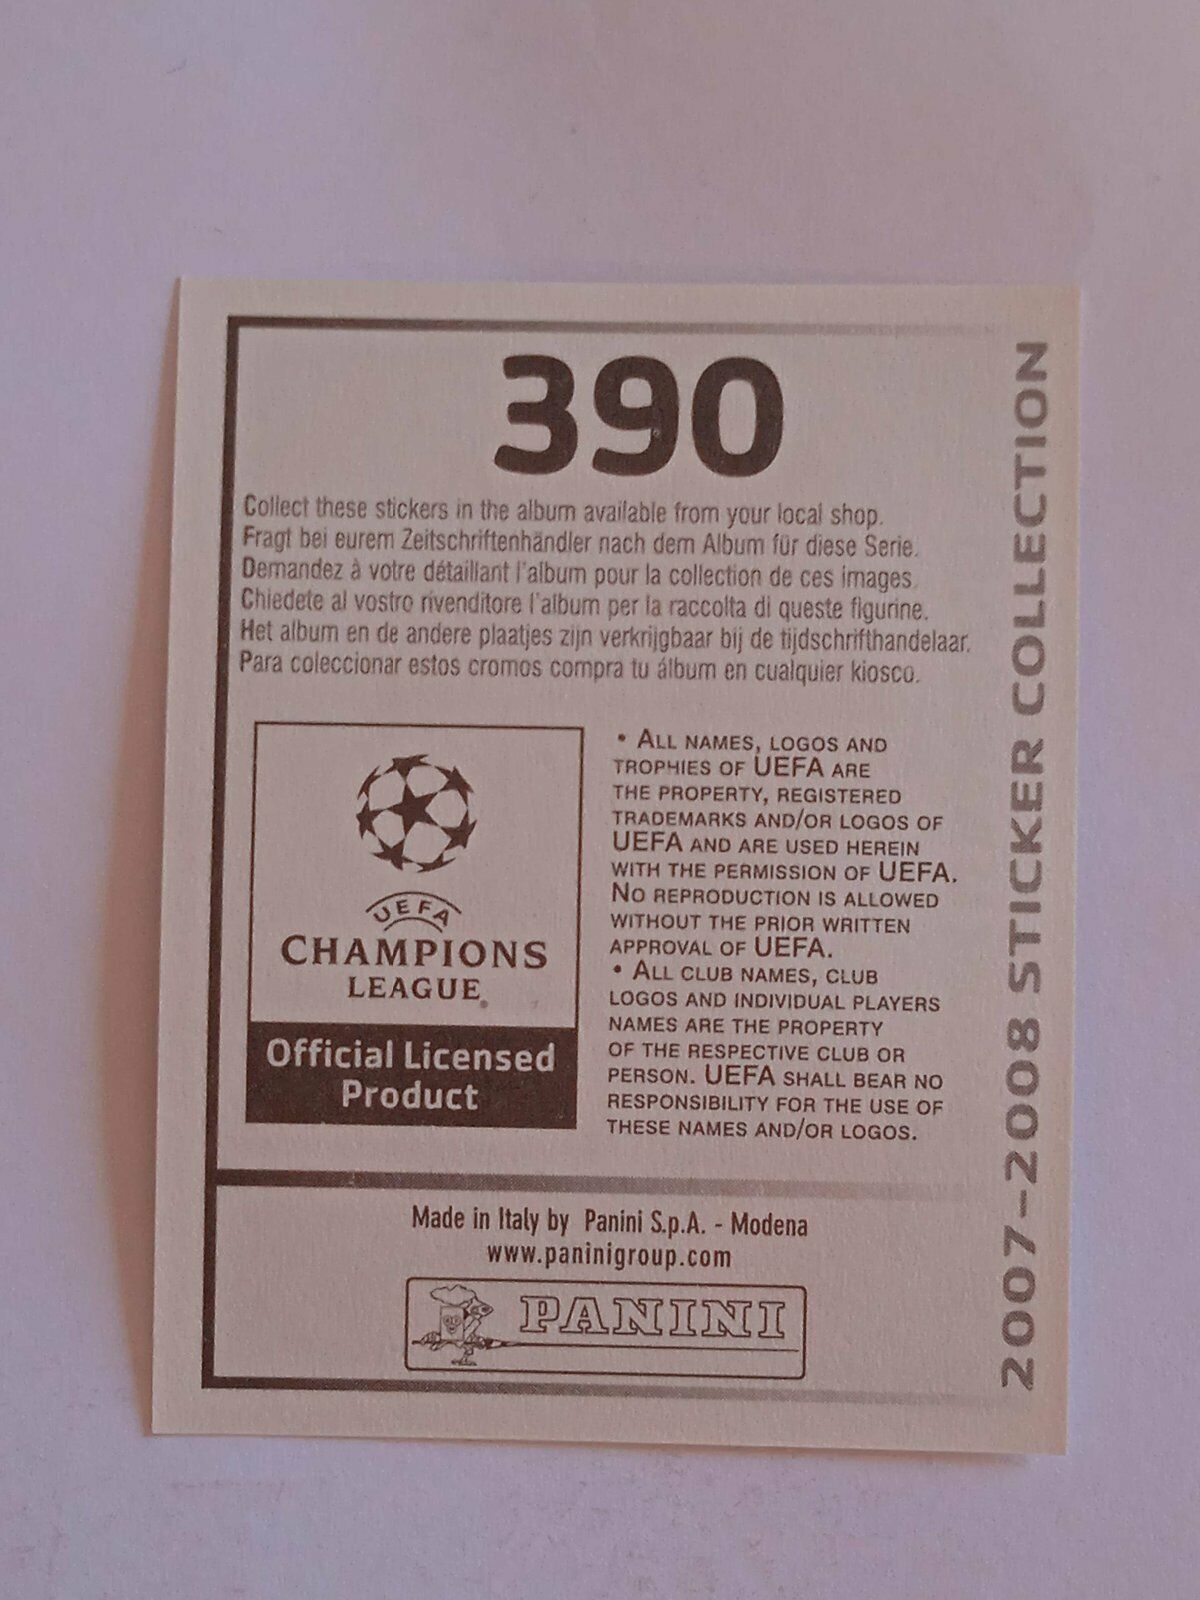 390
Collect these stickers in the album available from your local shop.
Fragt bei eurem Zeitschriftenhändler nach dem Album für diese Serie.
Demandez à votre détaillant l'album pour la collection de ces images.
Chiedete al vostro rivenditore l'album per la raccolta di queste figurine.
Het album en de andere plaatjes zijn verkrijgbaar bij de tijdschrifthandelaar.
Para coleccionar estos cromos compra tu álbum en cualquier kiosco.
UEFA
CHAMPIONS
LEAGUE®
Official Licensed
Product
• ALL NAMES, LOGOS AND
TROPHIES OF UEFA ARE
THE PROPERTY, REGISTERED
TRADEMARKS AND/OR LOGOS OF
UEFA AND ARE USED HEREIN
WITH THE PERMISSION OF UEFA.
NO REPRODUCTION IS ALLOWED
WITHOUT THE PRIOR WRITTEN
APPROVAL OF UEFA.
• ALL CLUB NAMES, CLUB
LOGOS AND INDIVIDUAL PLAYERS
NAMES ARE THE PROPERTY
OF THE RESPECTIVE CLUB OR
PERSON. UEFA SHALL BEAR NO
RESPONSIBILITY FOR THE USE OF
THESE NAMES AND/OR LOGOS.
Made in Italy by Panini S.p.A. - Modena
www.paninigroup.com
PANINI
2007-2008 STICKER COLLECTION